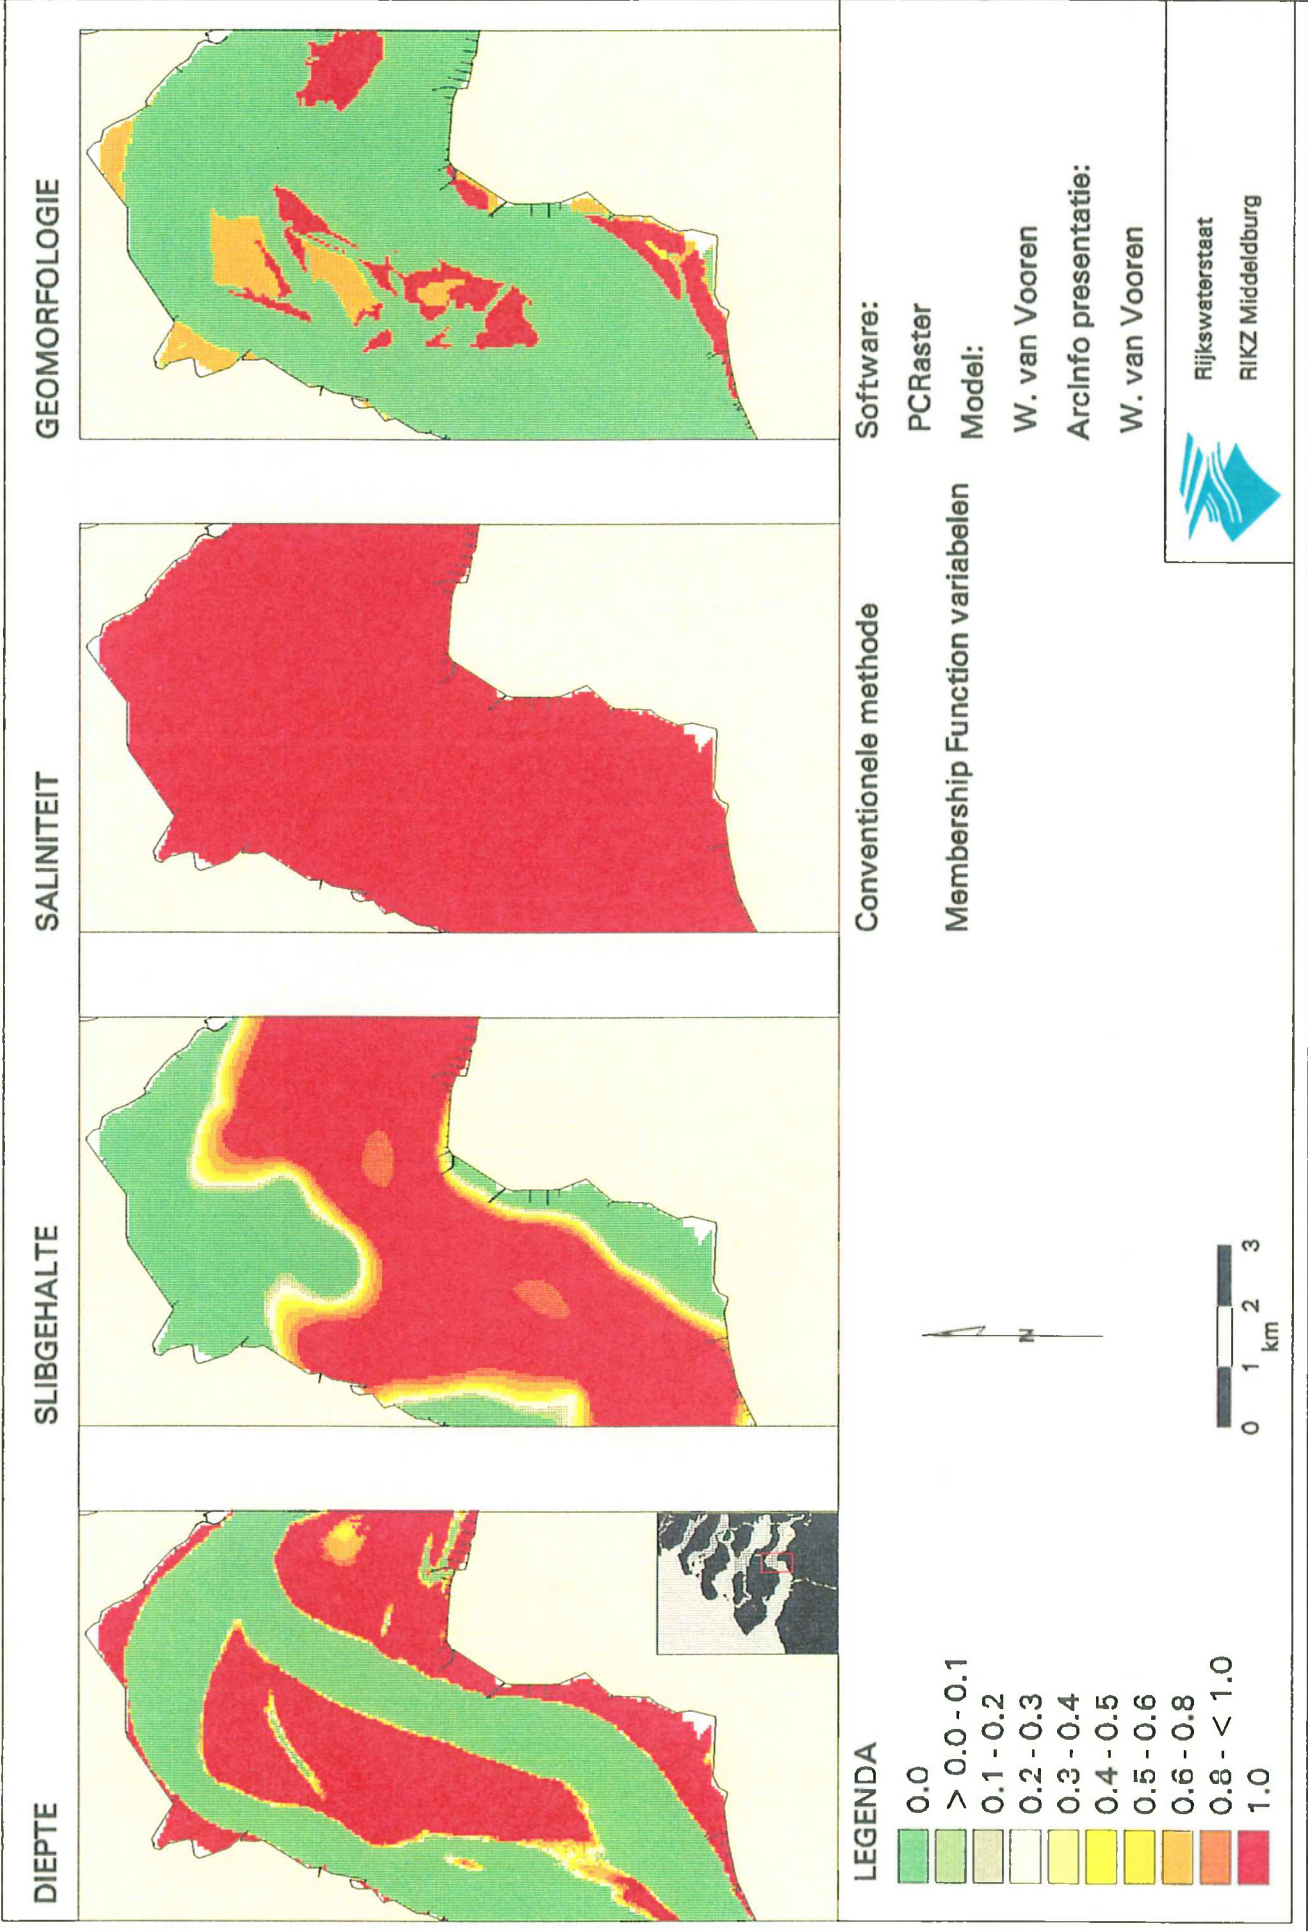 DIEPTE
SLIBGEHALTE
SALINITEIT
GEOMORFOLOGIE
LEGENDA
0.0
> 0.0 - 0.1
0.1 - 0.2
0.2 - 0.3
0.3 - 0.4
0.4 - 0.5
0.5 - 0.6
0.6 - 0.8
0.8 - < 1.0
1.0
N
0 1 2 3
km
Conventionele methode
Membership Function variabelen
Software:
PCRaster
Model:
W. van Vooren
ArcInfo presentatie:
W. van Vooren
Rijkswaterstaat
RIKZ Middelburg